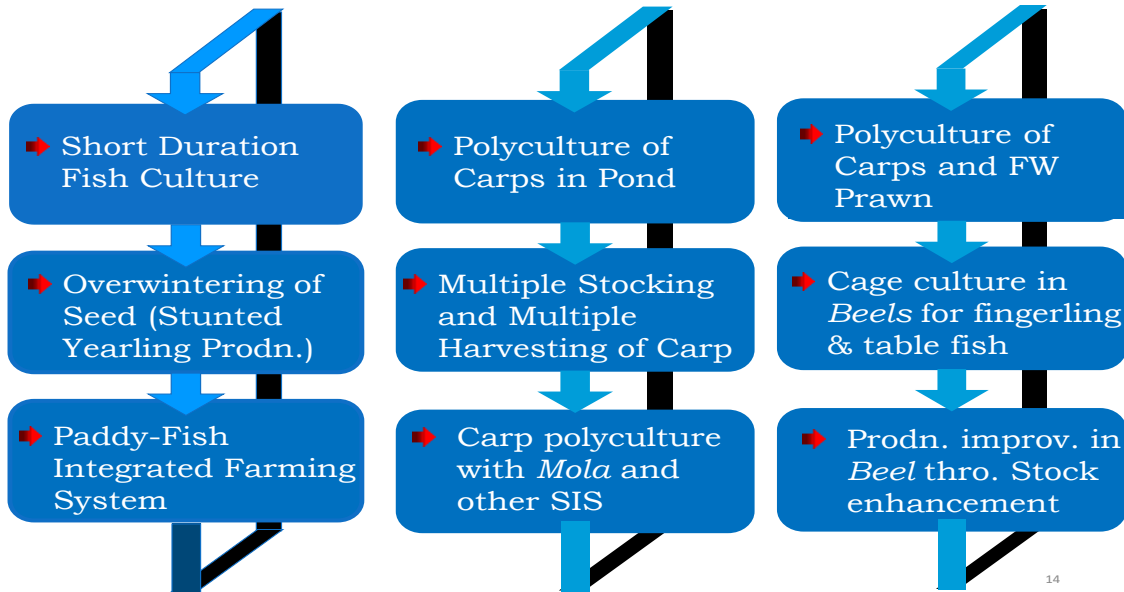 Short Duration
Fish Culture
Overwintering of
Seed (Stunted
Yearling Prodn.)
Paddy-Fish
Integrated Farming
System
Polyculture of
Carps in Pond
Multiple Stocking
and Multiple
Harvesting of Carp
Carp polyculture
with Mola and
other SIS
Polyculture of
Carps and FW
Prawn
Cage culture in
Beels for fingerling
& table fish
Prodn. improv. in
Beel thro. Stock
enhancement
14